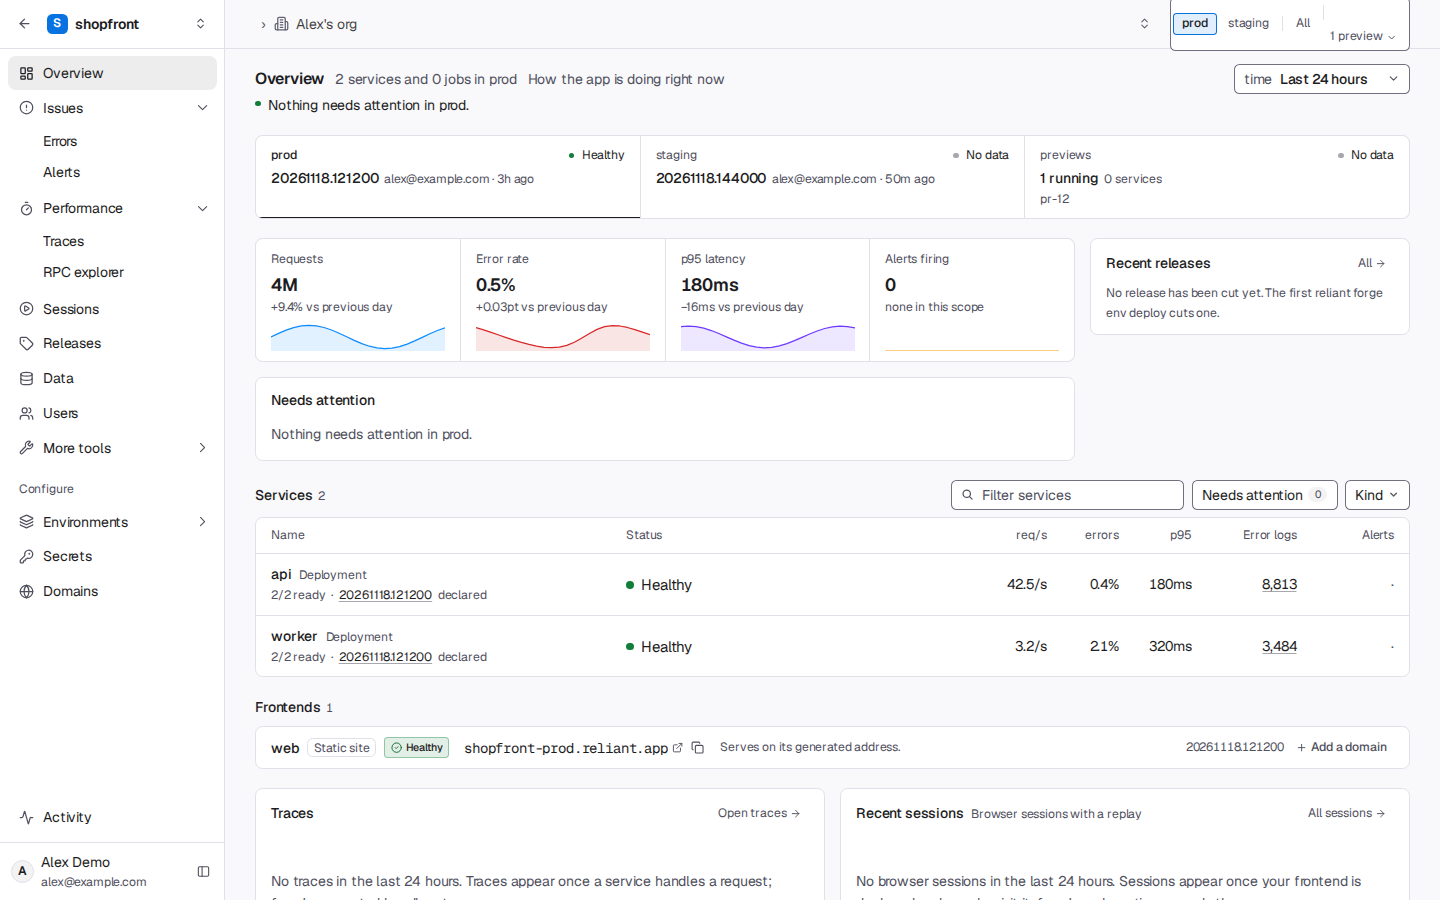 S shopfront
Overview
Issues
Errors
Alerts
Performance
Traces
RPC explorer
Sessions
Releases
Data
Users
More tools
Configure
Environments
Secrets
Domains
Activity
A Alex Demo
alex@example.com
› Alex's org
prod staging All 1 preview
Overview 2 services and 0 jobs in prod How the app is doing right now
time Last 24 hours
Nothing needs attention in prod.
prod Healthy
20261118.121200 alex@example.com · 3h ago
staging No data
20261118.144000 alex@example.com · 50m ago
previews No data
1 running 0 services
pr-12
Requests
4M
+9.4% vs previous day
Error rate
0.5%
+0.03pt vs previous day
p95 latency
180ms
−16ms vs previous day
Alerts firing
0
none in this scope
Recent releases All →
No release has been cut yet. The first reliant forge
env deploy cuts one.
Needs attention
Nothing needs attention in prod.
Services 2
Filter services
Needs attention 0
Kind
Name Status req/s errors p95 Error logs Alerts
api Deployment
2/2 ready · 20261118.121200 declared
Healthy 42.5/s 0.4% 180ms 8,813 ·
worker Deployment
2/2 ready · 20261118.121200 declared
Healthy 3.2/s 2.1% 320ms 3,484 ·
Frontends 1
web Static site Healthy shopfront-prod.reliant.app Serves on its generated address. 20261118.121200 + Add a domain
Traces Open traces →
No traces in the last 24 hours. Traces appear once a service handles a request;
Recent sessions Browser sessions with a replay All sessions →
No browser sessions in the last 24 hours. Sessions appear once your frontend is